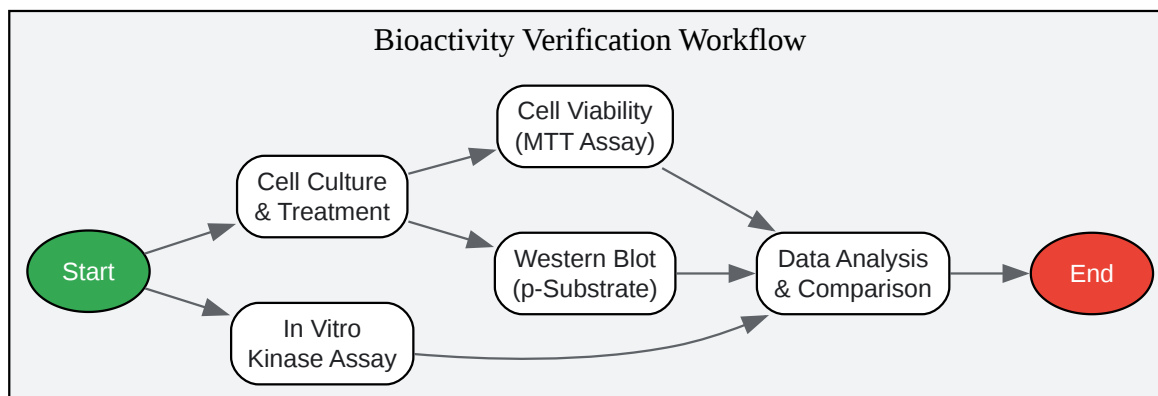 Bioactivity Verification Workflow
Cell Viability
(MTT Assay)
Cell Culture
& Treatment
Start
Western Blot
(p-Substrate)
Data Analysis
& Comparison
End
In Vitro
Kinase Assay